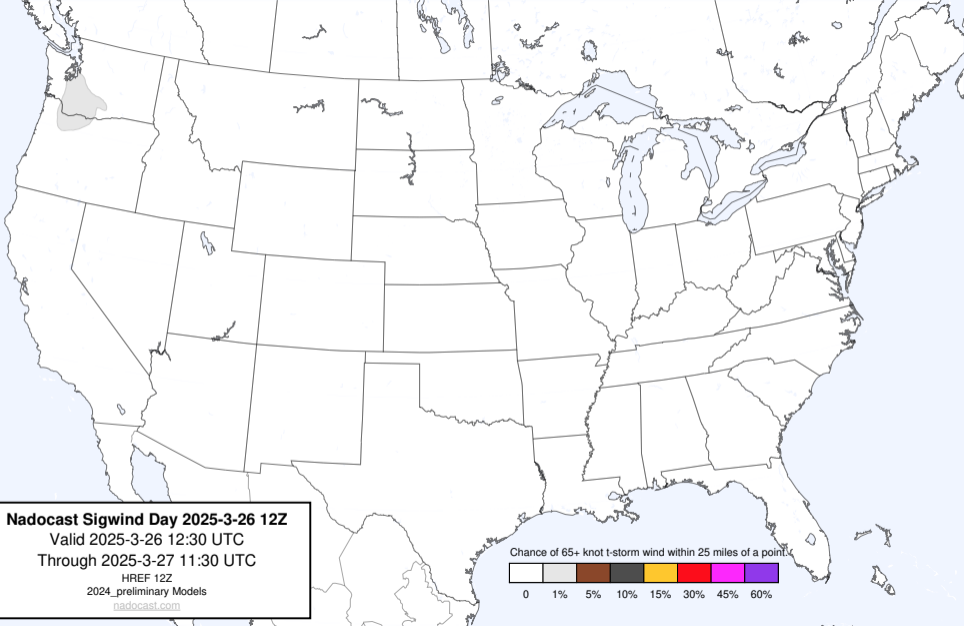 Nadocast Sigwind Day 2025-3-26 12Z
Valid 2025-3-26 12:30 UTC
Through 2025-3-27 11:30 UTC
HREF 12Z
2024_preliminary Models
nadocast.com
Chance of 65+ knot t-storm wind within 25 miles of a point.
0 1% 5% 10% 15% 30% 45% 60%